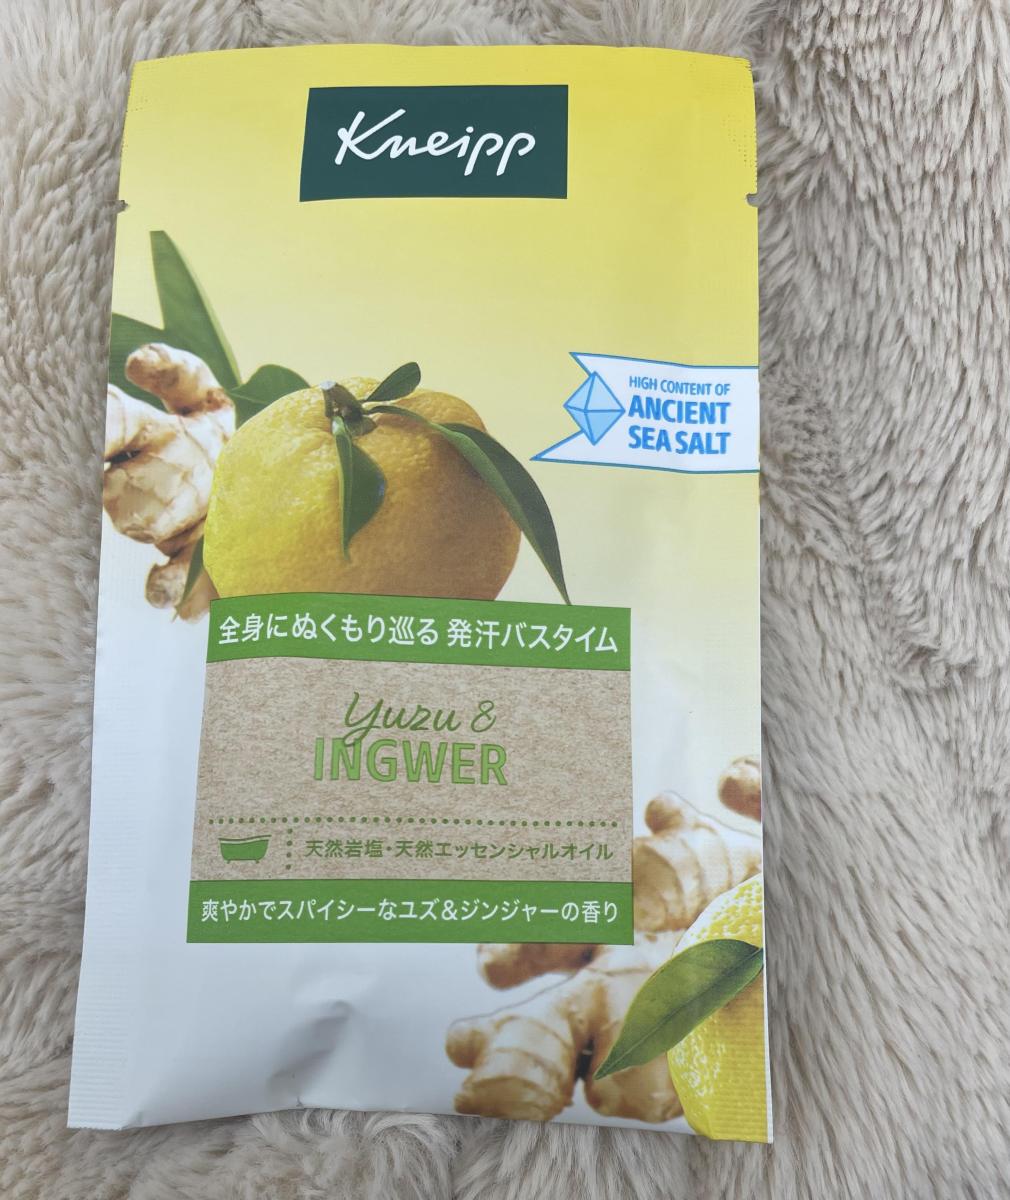 Kneipp
HIGH CONTENT OF
ANCIENT
SEA SALT
全身にぬくもり巡る 発汗バスタイム
Yuzu &
INGWER
天然岩塩・天然エッセンシャルオイル
爽やかでスパイシーなユズ&ジンジャーの香り